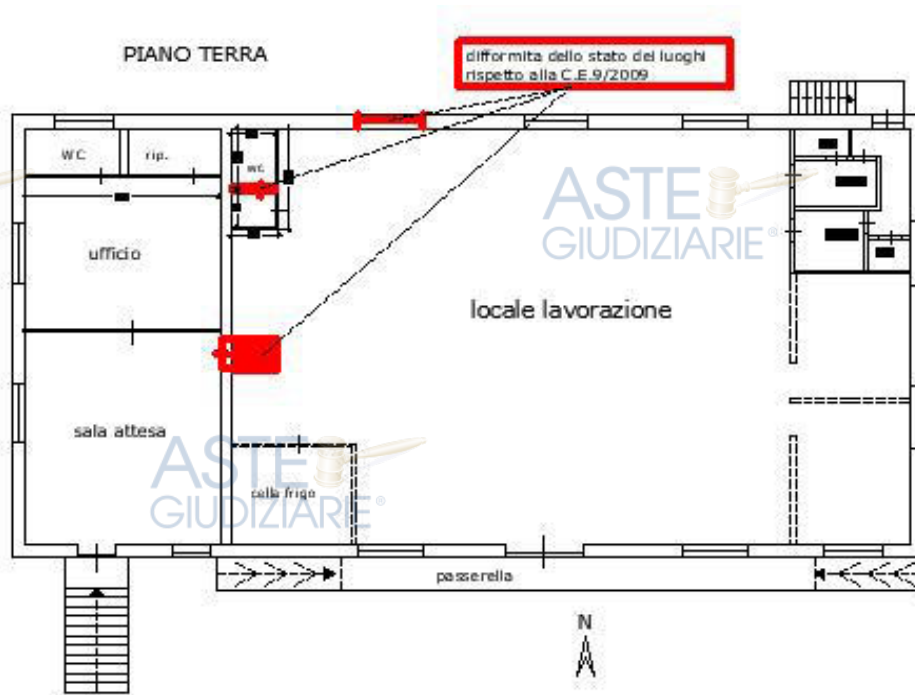 PIANO TERRA
difformita dello stato dei luoghi
rispetto alla C.E.9/2009
WC
rip.
WC
ASTE
GIUDIZIARIE®
ufficio
locale lavorazione
sala attesa
ASTE
GIUDIZIARIE®
cella frigo
passerella
N